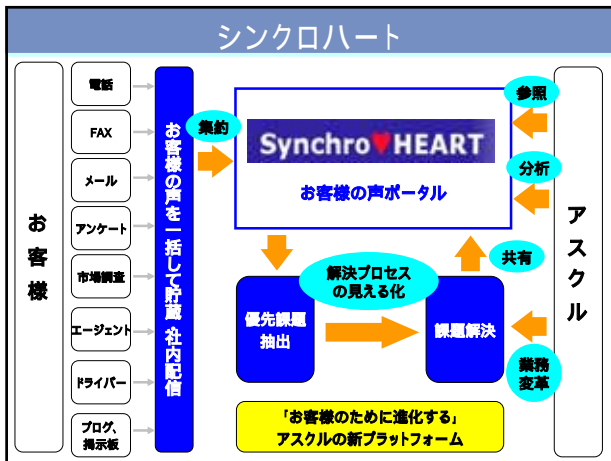 シンクロハート
お客様
電話
FAX
メール
アンケート
市場調査
エージェント
ドライバー
ブログ、
掲示板
お客様の声を一括して貯蔵、社内配信
集約
Synchro♥HEART
お客様の声ポータル
参照
分析
共有
解決プロセス
の見える化
優先課題
抽出
課題解決
業務
変革
「お客様のために進化する」
アスクルの新プラットフォーム
アスクル